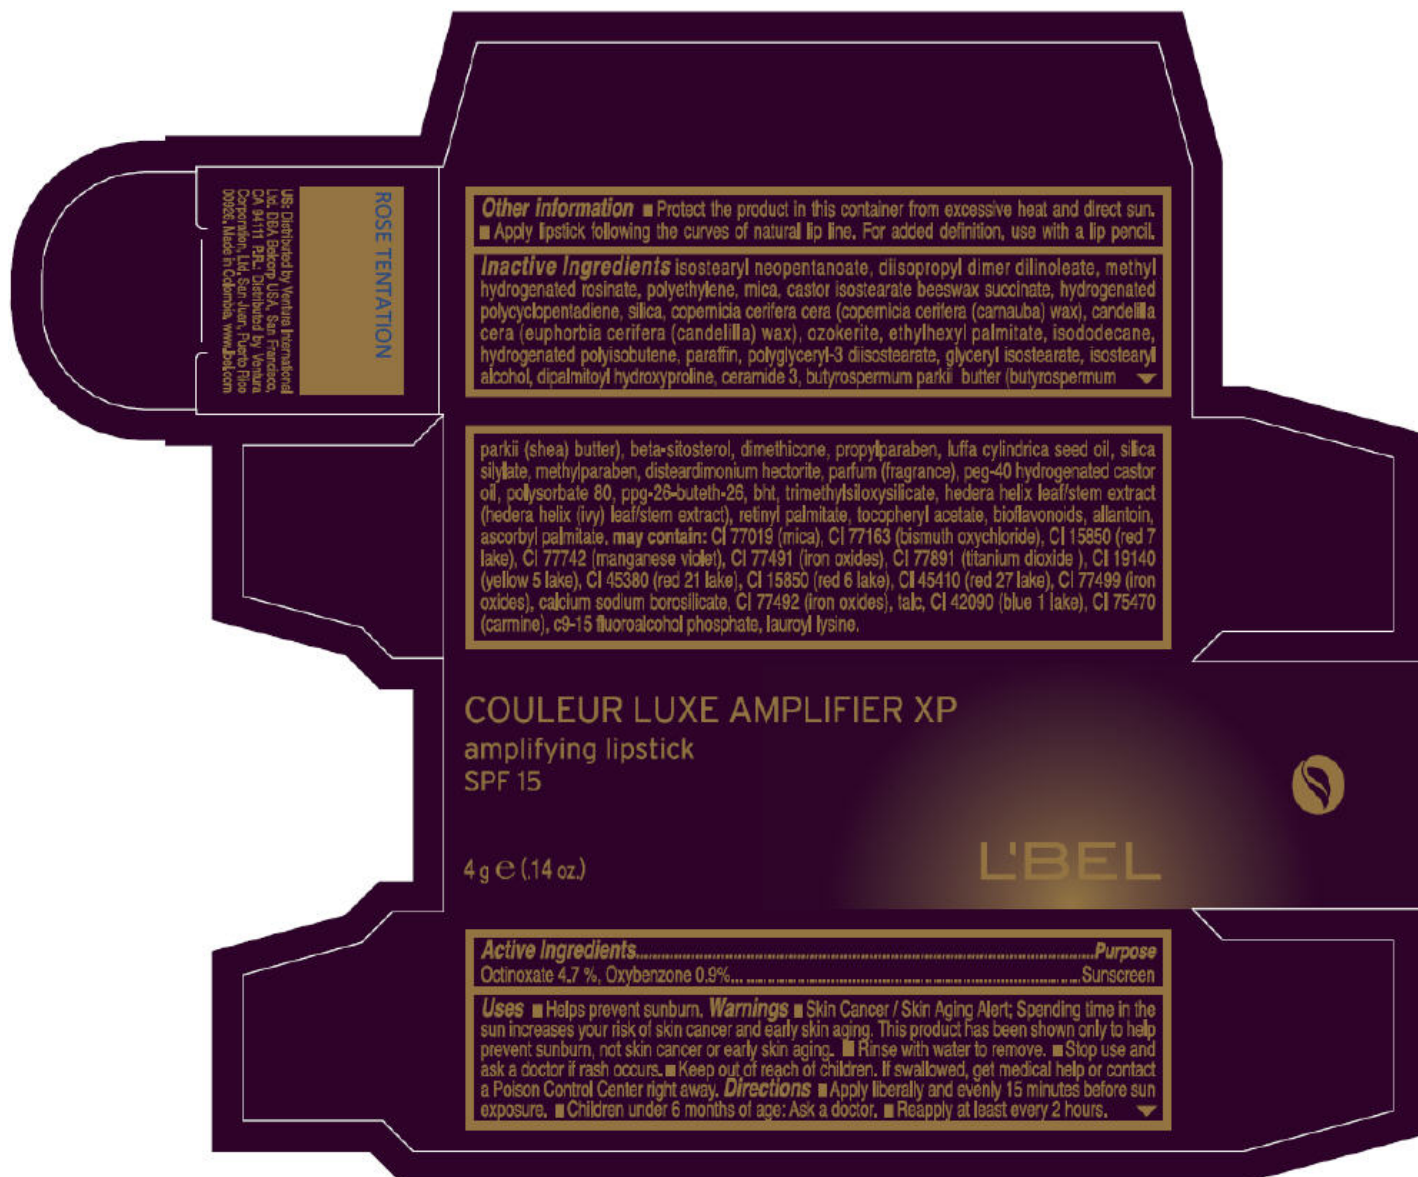 ROSE TENTATION
US: Distributed by Ventura International
Ltd. DBA Belcorp USA, San Francisco,
CA 94111 P.R.: Distributed by Ventura
Corporation, Ltd. San Juan, Puerto Rico
00926. Made in Colombia. www.lbel.com
Other information ■ Protect the product in this container from excessive heat and direct sun.
■ Apply lipstick following the curves of natural lip line. For added definition, use with a lip pencil.
Inactive Ingredients isostearyl neopentanoate, diisopropyl dimer dilinoleate, methyl
hydrogenated rosinate, polyethylene, mica, castor isostearate beeswax succinate, hydrogenated
polycyclopentadiene, silica, copernicia cerifera cera (copernicia cerifera (carnauba) wax), candelilla
cera (euphorbia cerifera (candelilla) wax), ozokerite, ethylhexyl palmitate, isododecane,
hydrogenated polyisobutene, paraffin, polyglyceryl-3 diisostearate, glyceryl isostearate, isostearyl
alcohol, dipalmitoyl hydroxyproline, ceramide 3, butyrospermum parkii butter (butyrospermum
parkii (shea) butter), beta-sitosterol, dimethicone, propylparaben, luffa cylindrica seed oil, silica
silylate, methylparaben, disteardimonium hectorite, parfum (fragrance), peg-40 hydrogenated castor
oil, polysorbate 80, ppg-26-buteth-26, bht, trimethylsiloxysilicate, hedera helix leaf/stem extract
(hedera helix (ivy) leaf/stem extract), retinyl palmitate, tocopheryl acetate, bioflavonoids, allantoin,
ascorbyl palmitate. may contain: CI 77019 (mica), CI 77163 (bismuth oxychloride), CI 15850 (red 7
lake), CI 77742 (manganese violet), CI 77491 (iron oxides), CI 77891 (titanium dioxide ), CI 19140
(yellow 5 lake), CI 45380 (red 21 lake), CI 15850 (red 6 lake), CI 45410 (red 27 lake), CI 77499 (iron
oxides), calcium sodium borosilicate, CI 77492 (iron oxides), talc, CI 42090 (blue 1 lake), CI 75470
(carmine), c9-15 fluoroalcohol phosphate, lauroyl lysine.
COULEUR LUXE AMPLIFIER XP
amplifying lipstick
SPF 15
4 g ℮ (.14 oz.)
L'BEL
Active Ingredients.....Purpose
Octinoxate 4.7 %, Oxybenzone 0.9%.....Sunscreen
Uses ■ Helps prevent sunburn. Warnings ■ Skin Cancer / Skin Aging Alert; Spending time in the
sun increases your risk of skin cancer and early skin aging. This product has been shown only to help
prevent sunburn, not skin cancer or early skin aging. ■ Rinse with water to remove. ■ Stop use and
ask a doctor if rash occurs. ■ Keep out of reach of children. If swallowed, get medical help or contact
a Poison Control Center right away. Directions ■ Apply liberally and evenly 15 minutes before sun
exposure. ■ Children under 6 months of age: Ask a doctor. ■ Reapply at least every 2 hours.